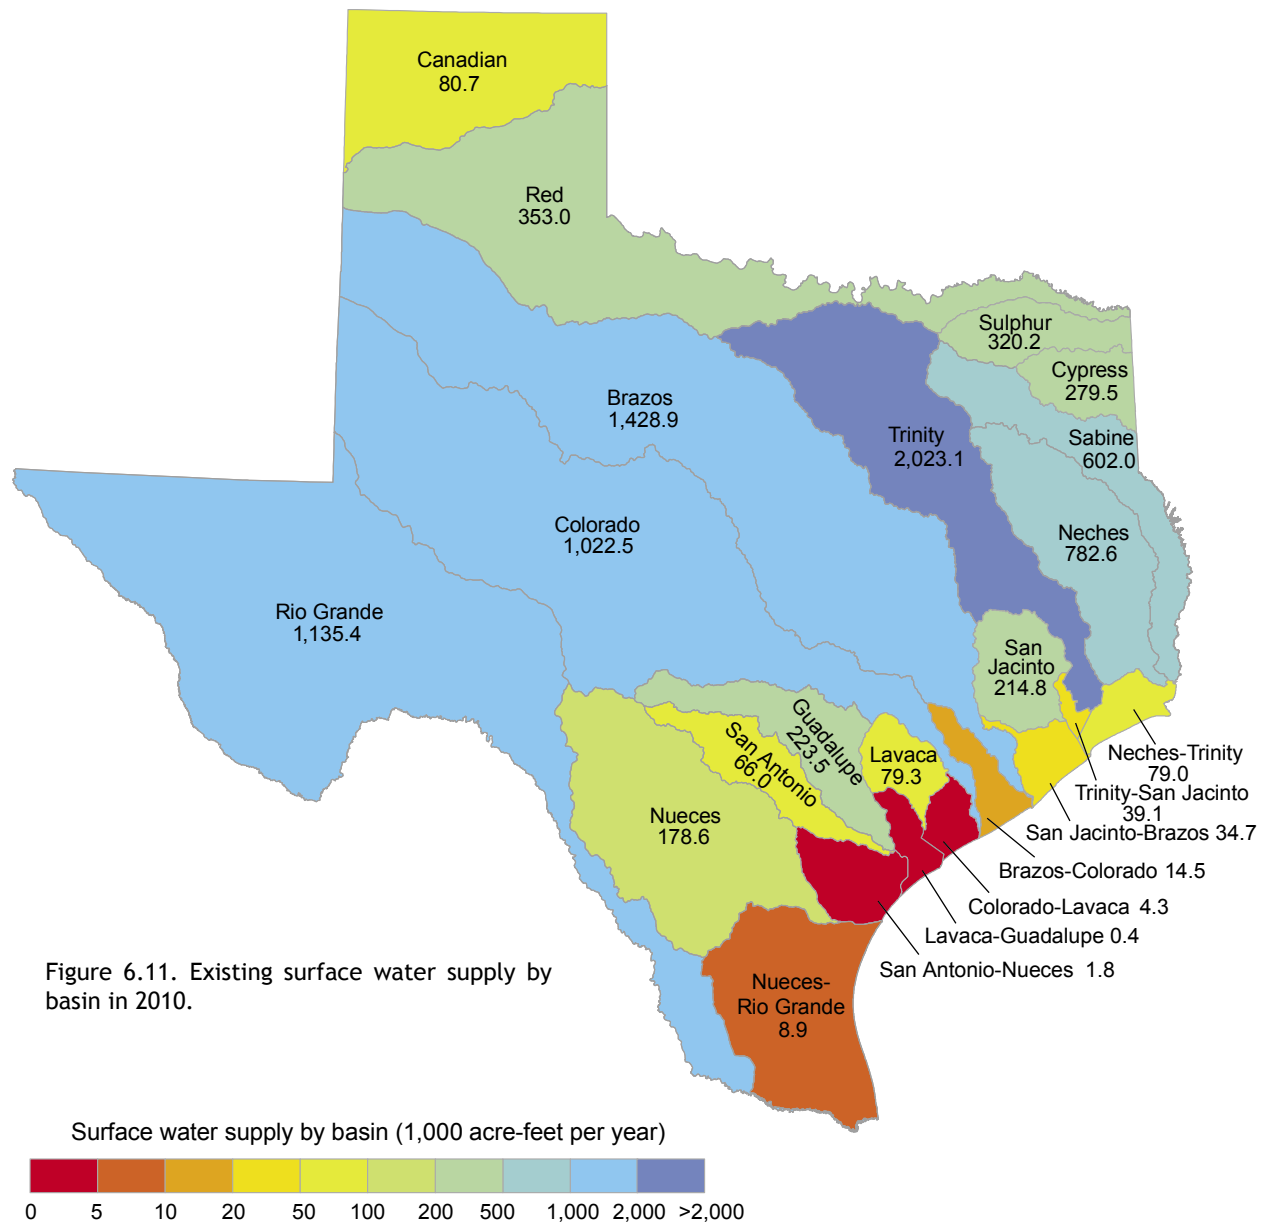 Canadian
80.7
Red
353.0
Sulphur
320.2
Cypress
279.5
Brazos
1,428.9
Trinity
2,023.1
Sabine
602.0
Colorado
1,022.5
Neches
782.6
Rio Grande
1,135.4
San
Jacinto
214.8
Guadalupe
223.5
San Antonio
66.0
Lavaca
79.3
Neches-Trinity
79.0
Trinity-San Jacinto
39.1
Nueces
178.6
San Jacinto-Brazos 34.7
Brazos-Colorado 14.5
Colorado-Lavaca 4.3
Lavaca-Guadalupe 0.4
San Antonio-Nueces 1.8
Figure 6.11. Existing surface water supply by
basin in 2010.
Nueces-
Rio Grande
8.9
Surface water supply by basin (1,000 acre-feet per year)
0 5 10 20 50 100 200 500 1,000 2,000 >2,000